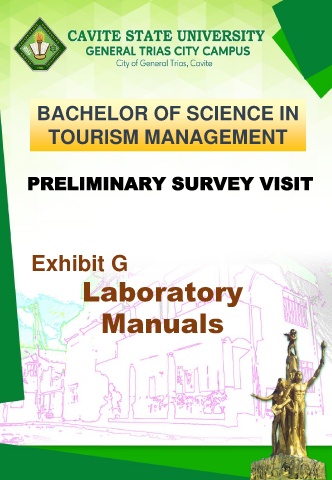 CAVITE STATE UNIVERSITY
GENERAL TRIAS CITY CAMPUS
City of General Trias, Cavite
BACHELOR OF SCIENCE IN
TOURISM MANAGEMENT
PRELIMINARY SURVEY VISIT
Exhibit G
Laboratory
Manuals